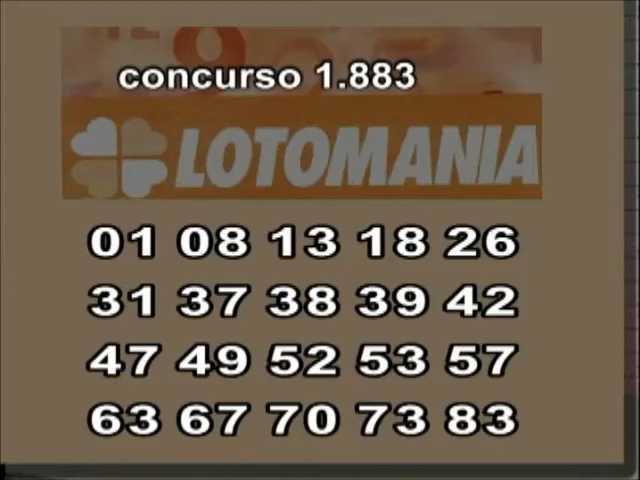 concurso 1.883
LOTOMANIA
01 08 13 18 26
31 37 38 39 42
47 49 52 53 57
63 67 70 73 83